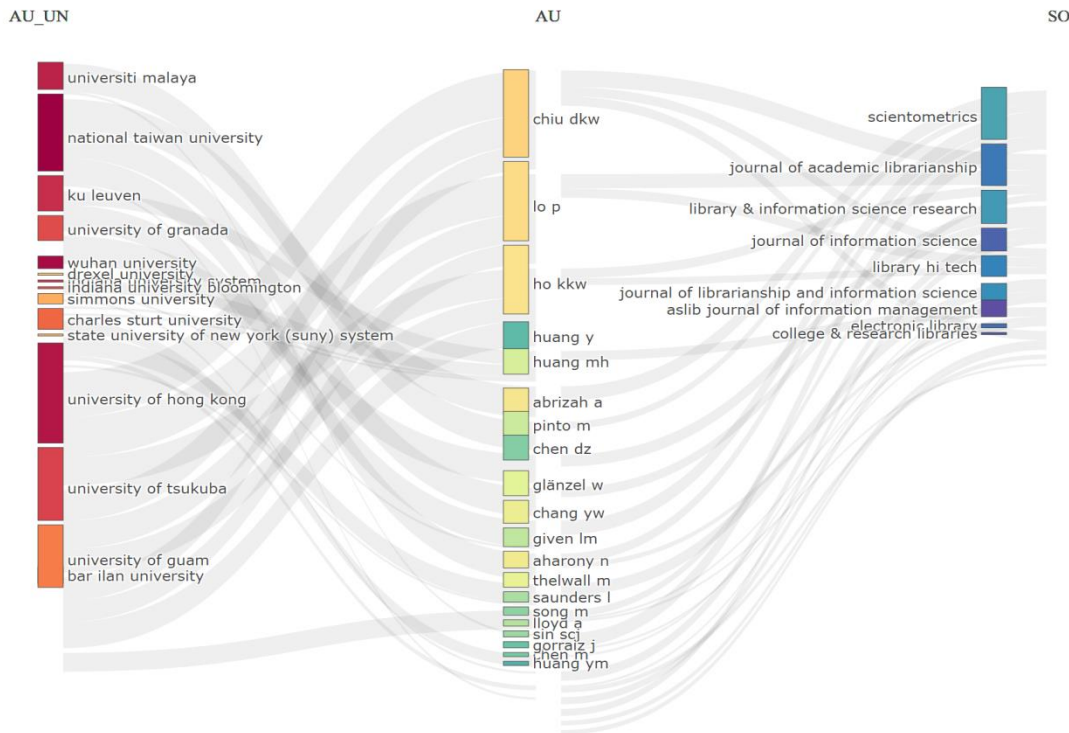 AU_UN
AU
SO
universiti malaya
national taiwan university
ku leuven
university of granada
wuhan university
drexel university
indiana university system
indiana university bloomington
simmons university
charles sturt university
state university of new york (suny) system
university of hong kong
university of tsukuba
university of guam
bar ilan university
chiu dkw
lo p
ho kkw
huang y
huang mh
abrizah a
pinto m
chen dz
glänzel w
chang yw
given lm
aharony n
thelwall m
saunders l
song m
lloyd a
sin scj
gorraiz j
chen m
huang ym
scientometrics
journal of academic librarianship
library & information science research
journal of information science
library hi tech
journal of librarianship and information science
aslib journal of information management
electronic library
college & research libraries